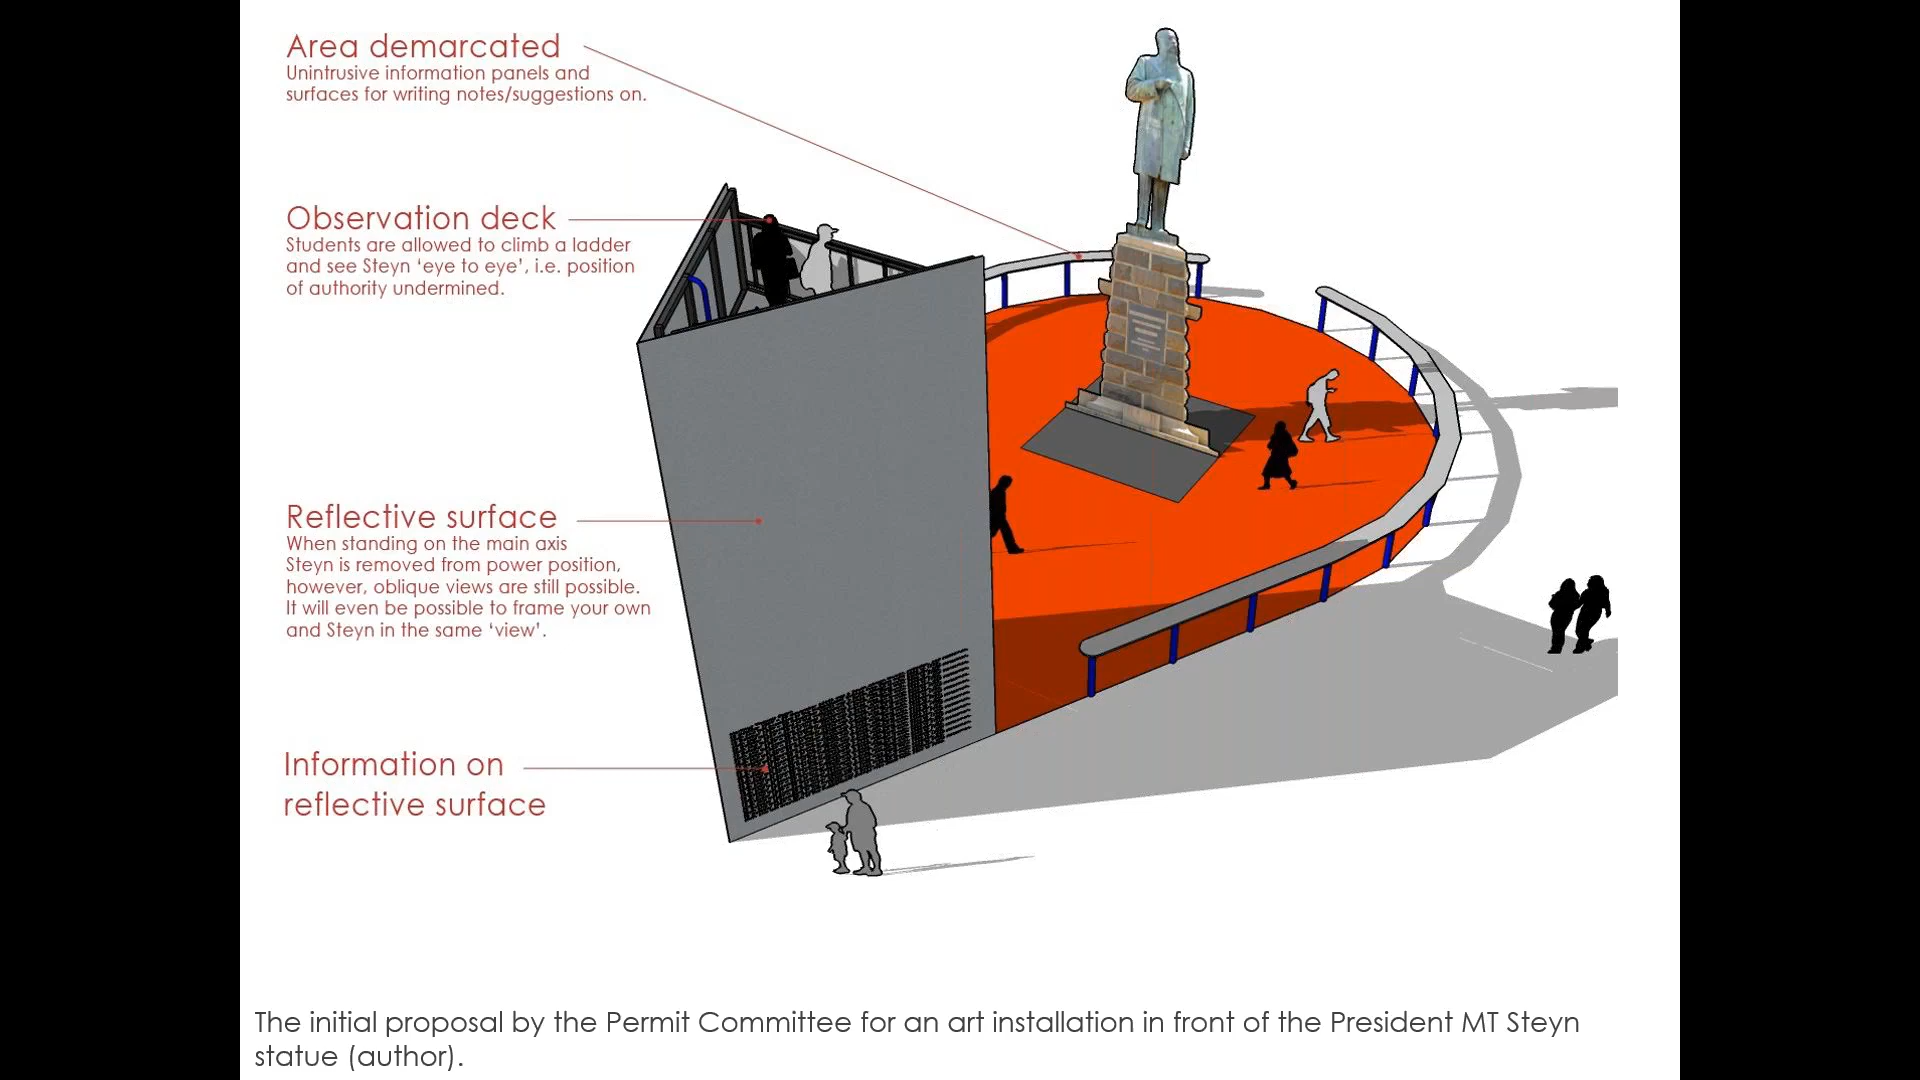 Area demarcated
Unintrusive information panels and
surfaces for writing notes/suggestions on.
Observation deck
Students are allowed to climb a ladder
and see Steyn ‘eye to eye’, i.e. position
of authority undermined.
Reflective surface
When standing on the main axis
Steyn is removed from power position,
however, oblique views are still possible.
It will even be possible to frame your own
and Steyn in the same ‘view’.
Information on
reflective surface
The initial proposal by the Permit Committee for an art installation in front of the President MT Steyn
statue (author).